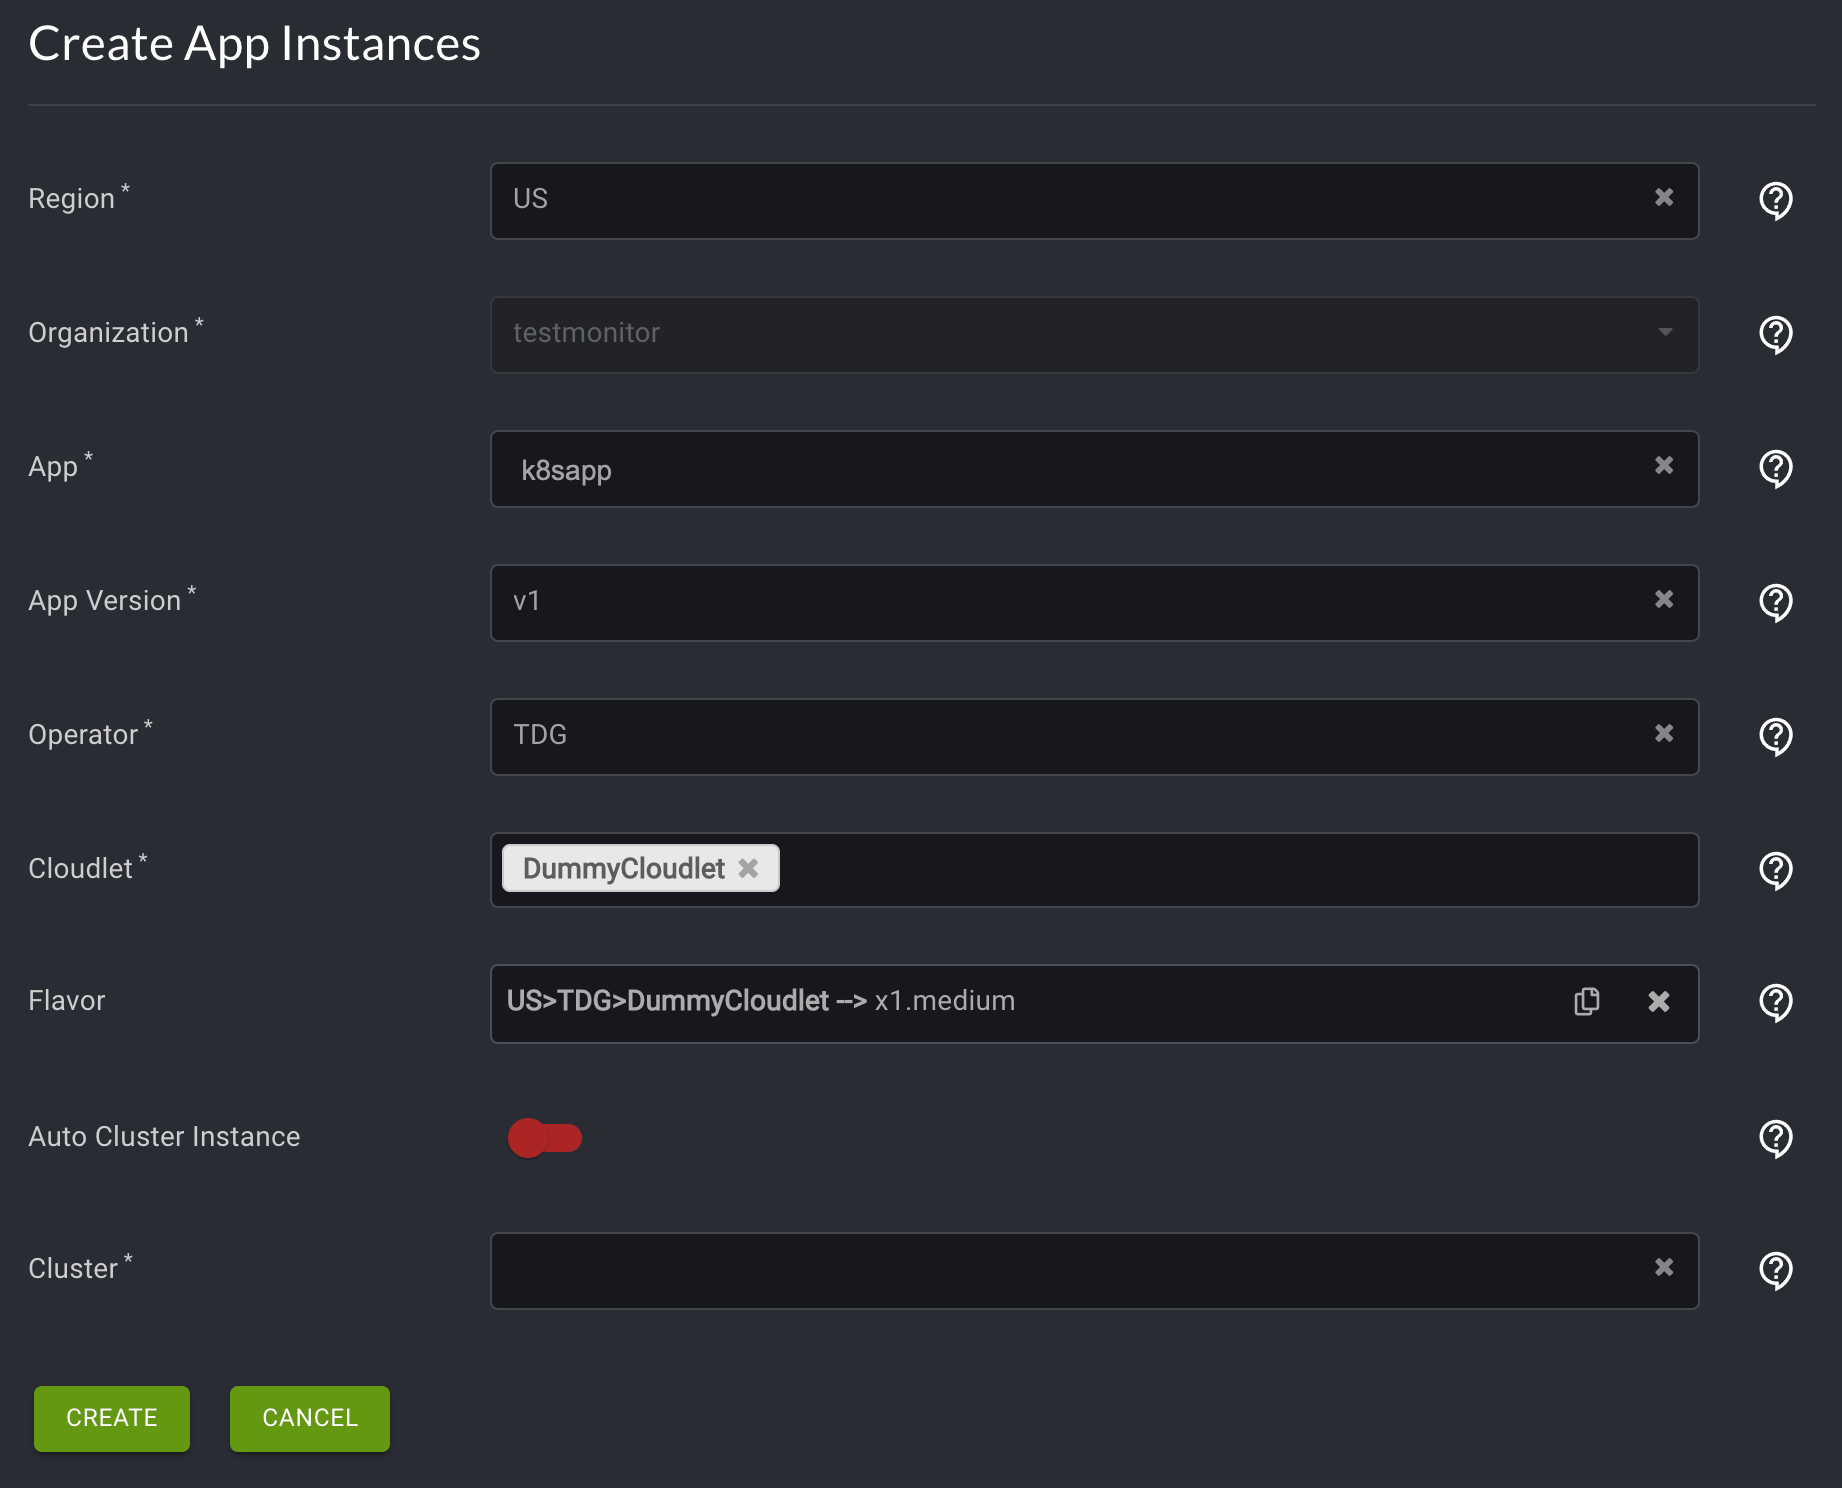 Create App Instances
Region * US
Organization * testmonitor
App * k8sapp
App Version * v1
Operator * TDG
Cloudlet * DummyCloudlet
Flavor US>TDG>DummyCloudlet --> x1.medium
Auto Cluster Instance
Cluster *
CREATE CANCEL